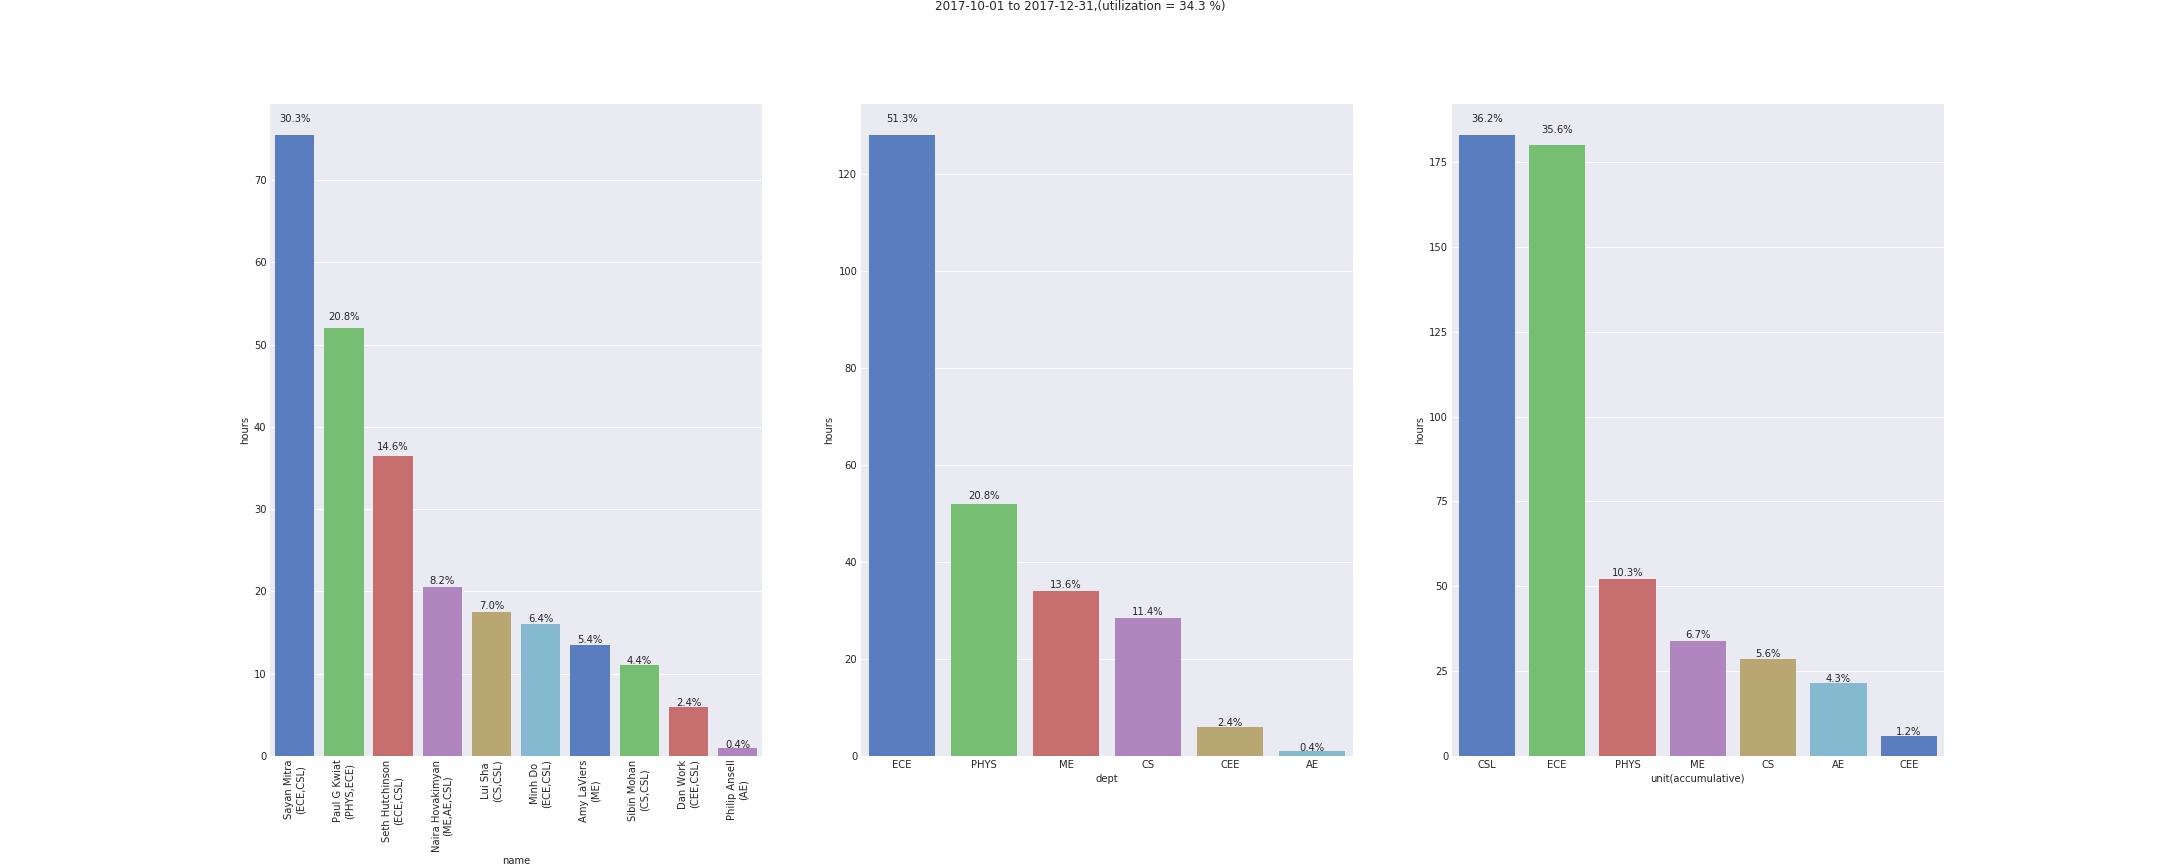 2017-10-01 to 2017-12-31,(utilization = 34.3 %)
30.3%
20.8%
14.6%
8.2%
7.0%
6.4%
5.4%
4.4%
2.4%
0.4%
70
60
50
40
30
20
10
0
hours
Sayan Mitra
(ECE,CSL)
Paul G Kwiat
(PHYS,ECE)
Seth Hutchinson
(ECE,CSL)
Naira Hovakimyan
(ME,AE,CSL)
Lui Sha
(CS,CSL)
Minh Do
(ECE,CSL)
Amy LaViers
(ME)
Sibin Mohan
(CS,CSL)
Dan Work
(CEE,CSL)
Philip Ansell
(AE)
name
51.3%
20.8%
13.6%
11.4%
2.4%
0.4%
120
100
80
60
40
20
0
hours
ECE PHYS ME CS CEE AE
dept
36.2%
35.6%
10.3%
6.7%
5.6%
4.3%
1.2%
175
150
125
100
75
50
25
0
hours
CSL ECE PHYS ME CS AE CEE
unit(accumulative)